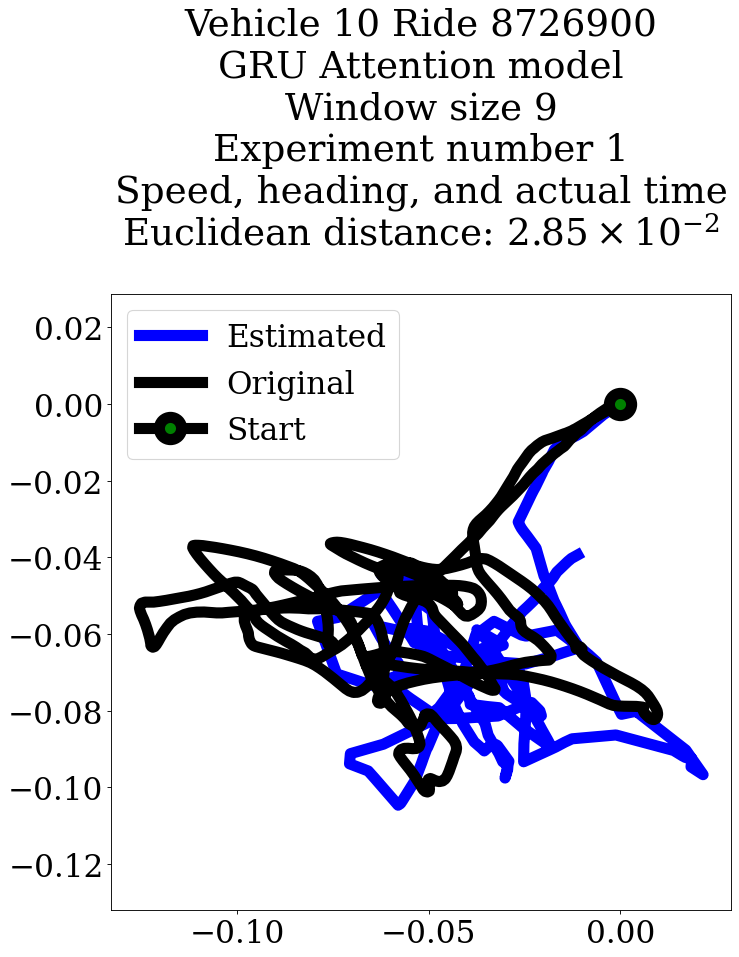 Vehicle 10 Ride 8726900
GRU Attention model
Window size 9
Experiment number 1
Speed, heading, and actual time
Euclidean distance: 2.85 × 10⁻²
Estimated
Original
Start
0.02
0.00
−0.02
−0.04
−0.06
−0.08
−0.10
−0.12
−0.10
−0.05
0.00